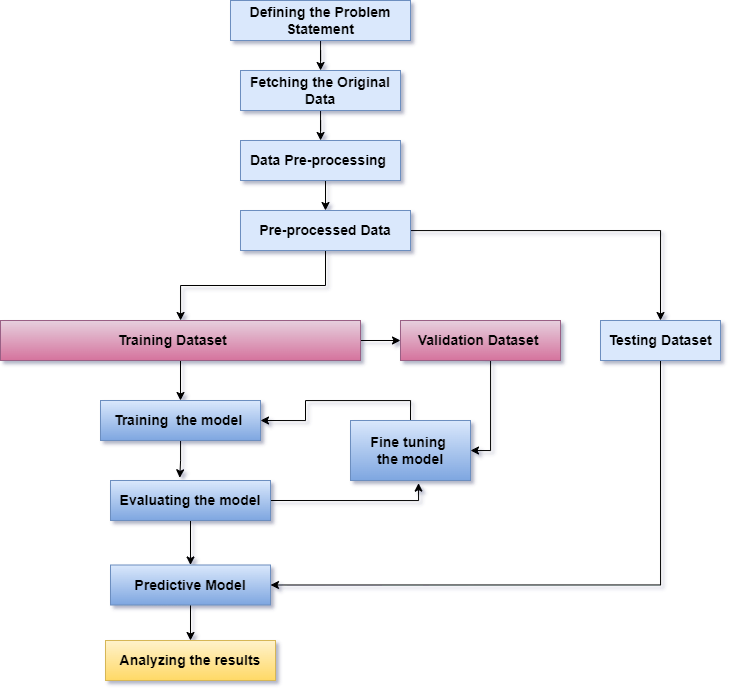 Defining the Problem
Statement
Fetching the Original
Data
Data Pre-processing
Pre-processed Data
Training Dataset
Validation Dataset
Testing Dataset
Training the model
Fine tuning
the model
Evaluating the model
Predictive Model
Analyzing the results